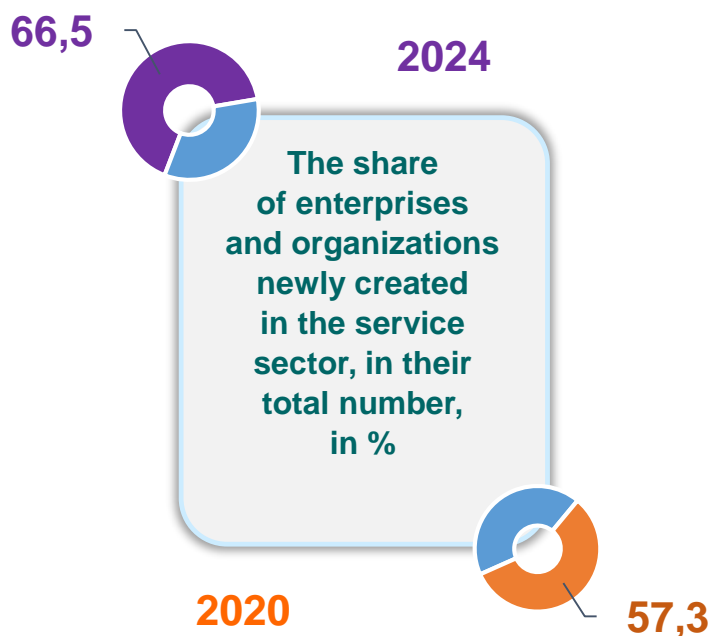 66,5
2024
The share
of enterprises
and organizations
newly created
in the service
sector, in their
total number,
in %
2020
57,3